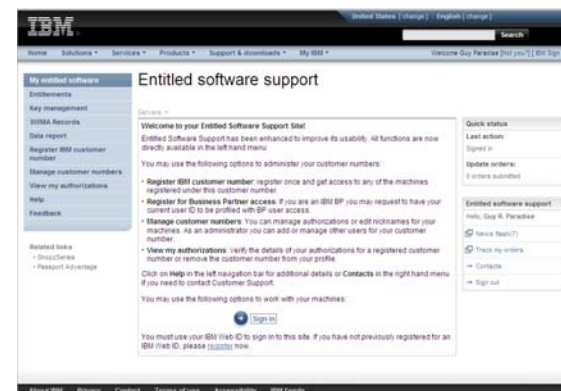 United States [change] English [change]
IBM
Search
Home Solutions Services Products Support & downloads My IBM Welcome Guy Paradise [Not you?] [IBM Sign
My entitled software
Entitlements
Key management
SWMA Records
Data report
Register IBM customer
number
Manage customer numbers
View my authorizations
Help
Feedback
Related links
- ShopzSeries
- Passport Advantage
Entitled software support
Servers >
Welcome to your Entitled Software Support Site!
Entitled Software Support has been enhanced to improve its usability. All functions are now
directly available in the left hand menu
You may use the following options to administer your customer numbers:
• Register IBM customer number: register once and get access to any of the machines
registered under this customer number.
• Register for Business Partner access: If you are an IBM BP you may request to have your
current user ID to be profiled with BP user access.
• Manage customer numbers: You can manage authorizations or edit nicknames for your
machines. As an administrator you can add or manage other users for your customer
number.
• View my authorizations: Verify the details of your authorizations for a registered customer
number or remove the customer number from your profile.
Click on Help in the left navigation bar for additional details or Contacts in the right hand menu
if you need to contact Customer Support.
You may use the following options to work with your machines:
Sign In
You must use your IBM Web ID to sign in to this site. If you have not previously registered for an
IBM Web ID, please register now.
Quick status
Last action:
Signed in
Update orders:
0 orders submitted
Entitled software support
Hello, Guy R. Paradise
News flash(7)
Track my orders
Contacts
Sign out
About IBM Privacy Contact Terms of use Accessibility IBM Feeds